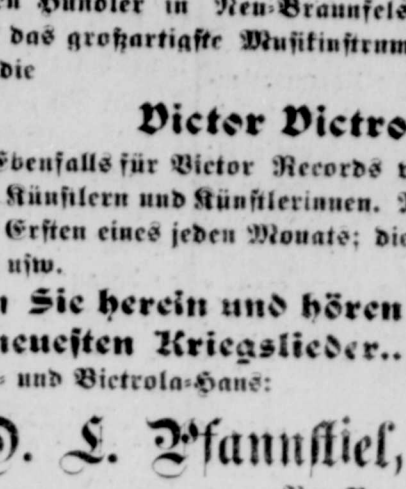 Händler in Neu-Braunfels
das großartigste Musikinstrum
die
Victor Victro
Ebenfalls für Victor Records
Künstlern und Künstlerinnen.
Ersten eines jeden Monats; die
usw.
Sie herein und hören
neuesten Kriegslieder..
und Victrola-Haus:
D. L. Pfannstiel,